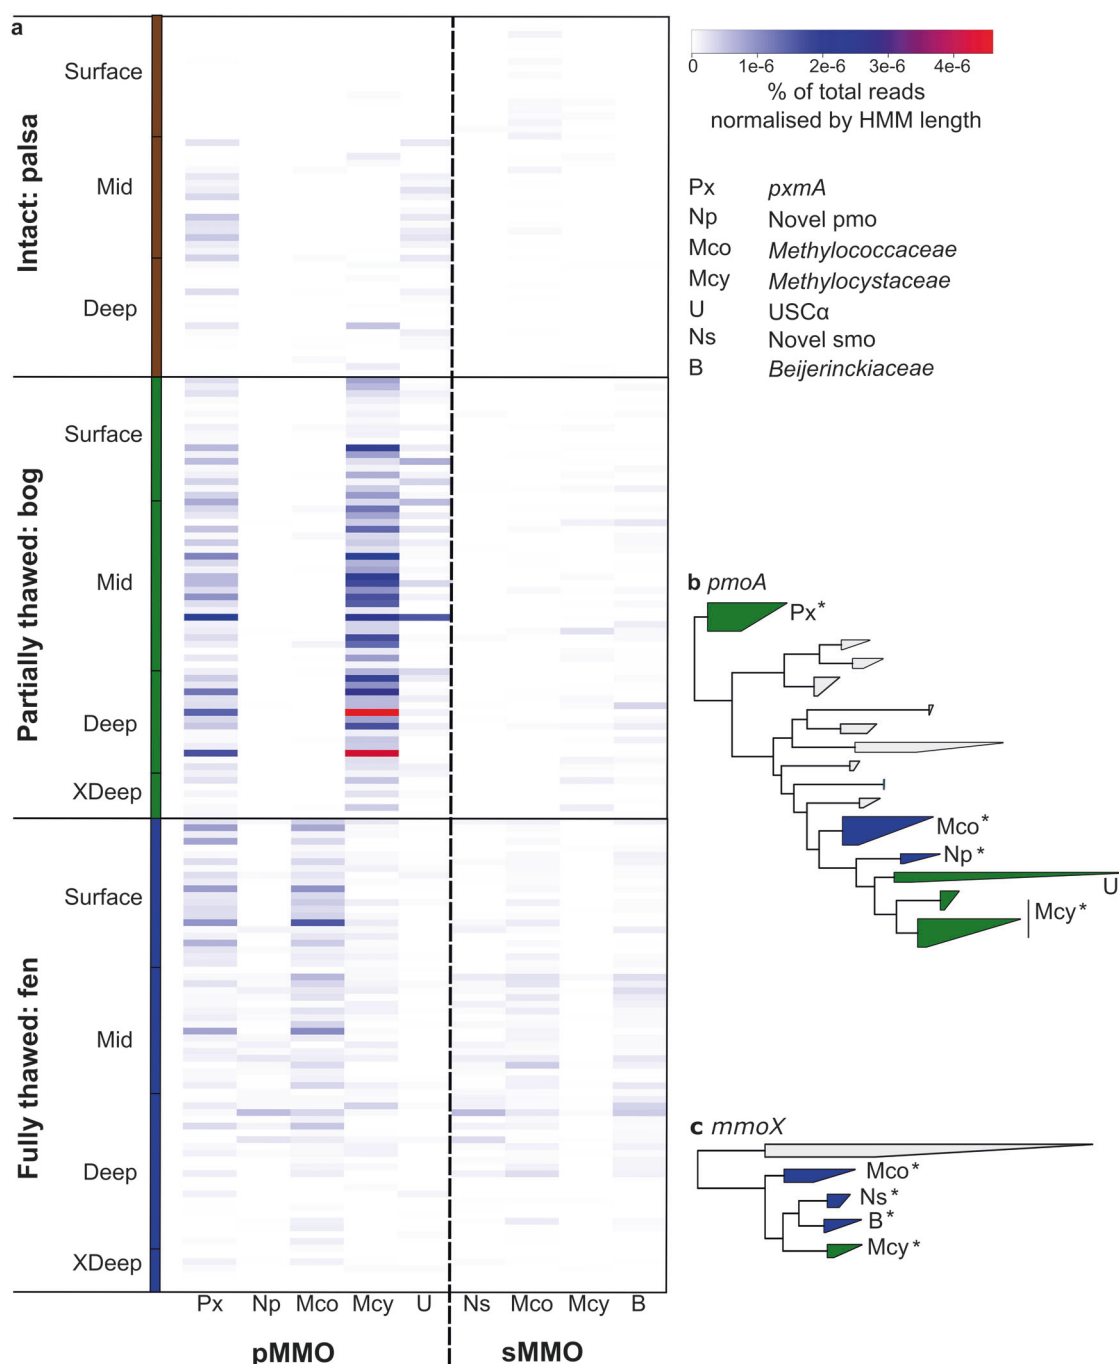 a
Intact: palsa
Surface
Mid
Deep
Partially thawed: bog
Surface
Mid
Deep
XDeep
Fully thawed: fen
Surface
Mid
Deep
XDeep
Px Np Mco Mcy U Ns Mco Mcy B
pMMO sMMO
0 1e-6 2e-6 3e-6 4e-6
% of total reads
normalised by HMM length
Px pxmA
Np Novel pmo
Mco Methylococcaceae
Mcy Methylocystaceae
U USCα
Ns Novel smo
B Beijerinckiaceae
b pmoA
Px*
Mco*
Np*
U
Mcy*
c mmoX
Mco*
Ns*
B*
Mcy*